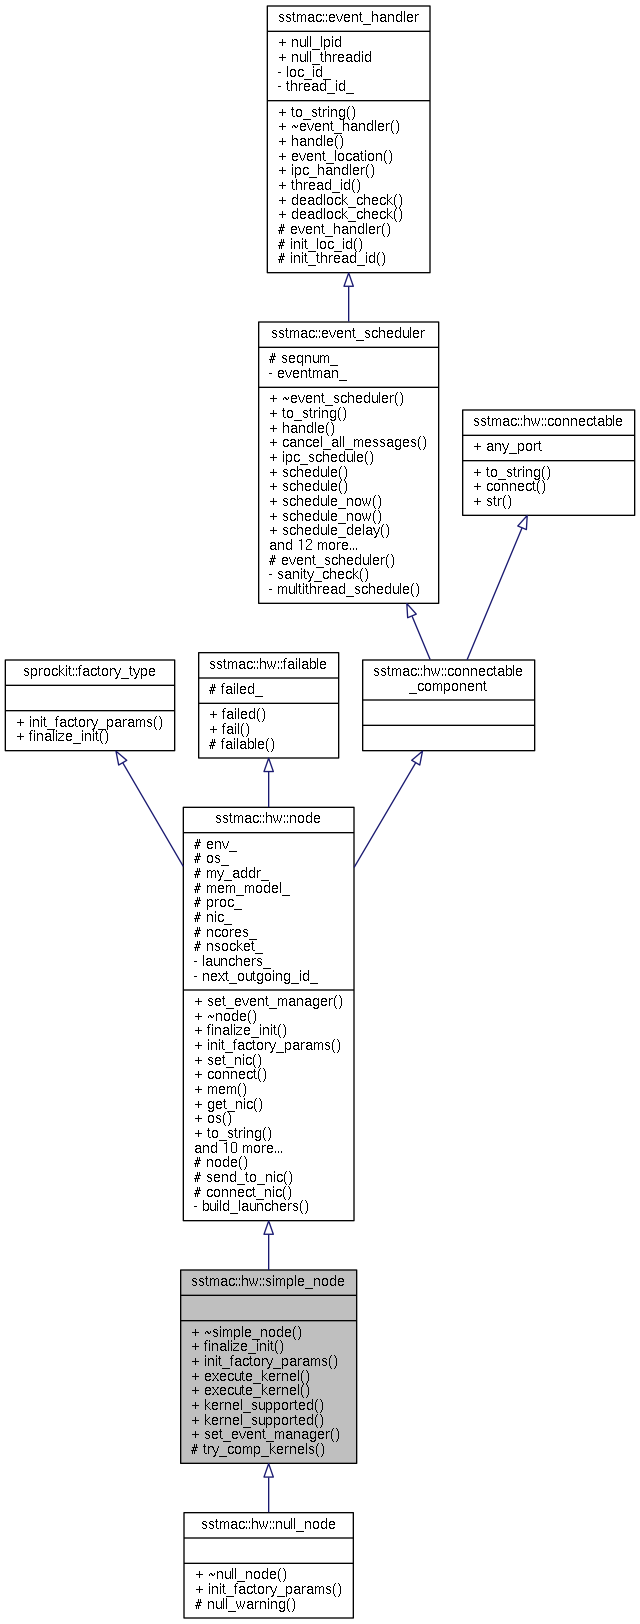 sstmac::event_handler
+ null_lpid
+ null_threadid
- loc_id_
- thread_id_
+ to_string()
+ ~event_handler()
+ handle()
+ event_location()
+ ipc_handler()
+ thread_id()
+ deadlock_check()
+ deadlock_check()
# event_handler()
# init_loc_id()
# init_thread_id()
sstmac::event_scheduler
# seqnum_
- eventman_
+ ~event_scheduler()
+ to_string()
+ handle()
+ cancel_all_messages()
+ ipc_schedule()
+ schedule()
+ schedule()
+ schedule_now()
+ schedule_now()
+ schedule_delay()
and 12 more...
# event_scheduler()
- sanity_check()
- multithread_schedule()
sstmac::hw::connectable
+ any_port
+ to_string()
+ connect()
+ str()
sprockit::factory_type
+ init_factory_params()
+ finalize_init()
sstmac::hw::failable
# failed_
+ failed()
+ fail()
# failable()
sstmac::hw::connectable
_component
sstmac::hw::node
# env_
# os_
# my_addr_
# mem_model_
# proc_
# nic_
# ncores_
# nsocket_
- launchers_
- next_outgoing_id_
+ set_event_manager()
+ ~node()
+ finalize_init()
+ init_factory_params()
+ set_nic()
+ connect()
+ mem()
+ get_nic()
+ os()
+ to_string()
and 10 more...
# node()
# send_to_nic()
# connect_nic()
- build_launchers()
sstmac::hw::simple_node
+ ~simple_node()
+ finalize_init()
+ init_factory_params()
+ execute_kernel()
+ execute_kernel()
+ kernel_supported()
+ kernel_supported()
+ set_event_manager()
# try_comp_kernels()
sstmac::hw::null_node
+ ~null_node()
+ init_factory_params()
# null_warning()